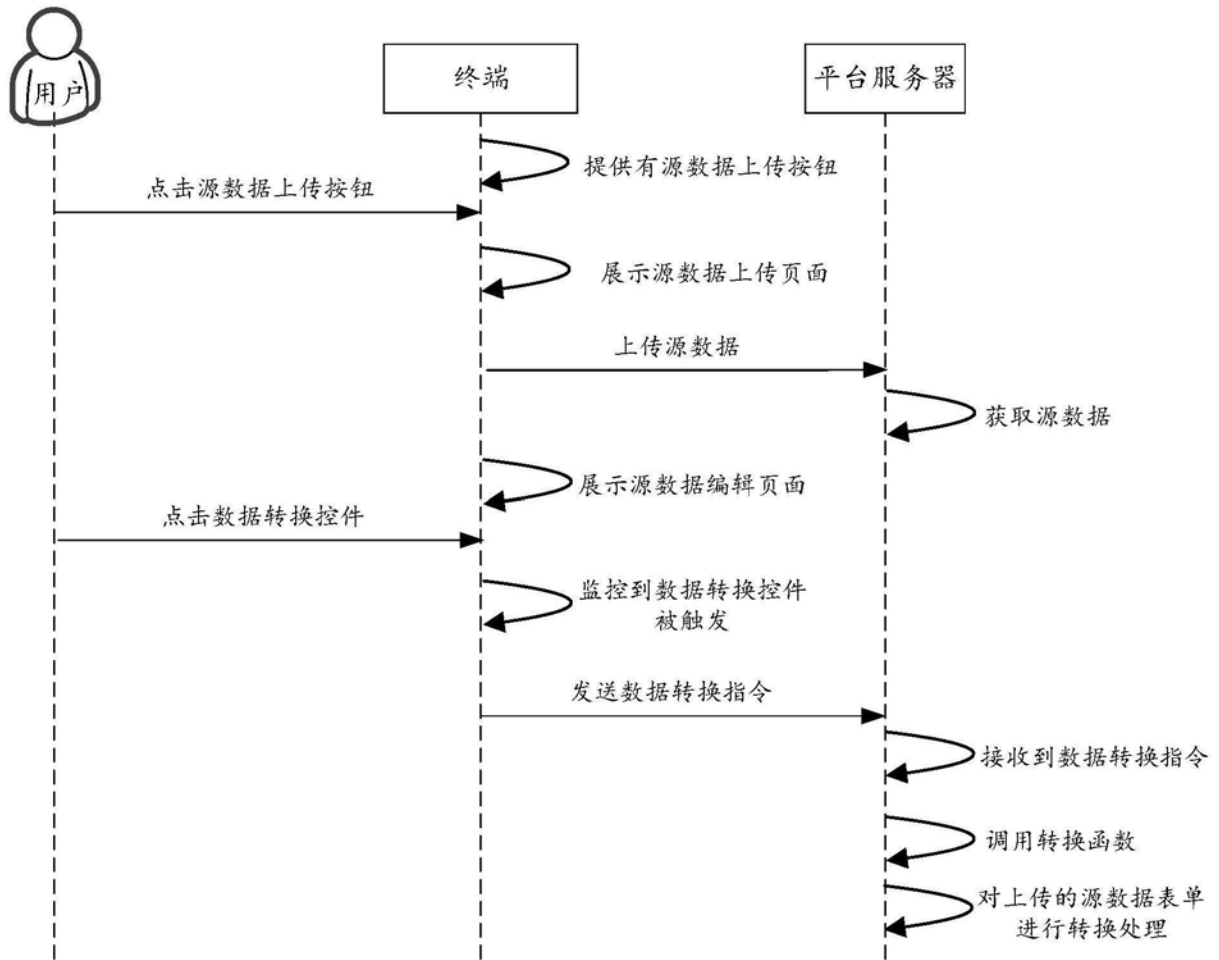 用户
终端
平台服务器
提供有源数据上传按钮
点击源数据上传按钮
展示源数据上传页面
上传源数据
获取源数据
展示源数据编辑页面
点击数据转换控件
监控到数据转换控件
被触发
发送数据转换指令
接收到数据转换指令
调用转换函数
对上传的源数据表单
进行转换处理